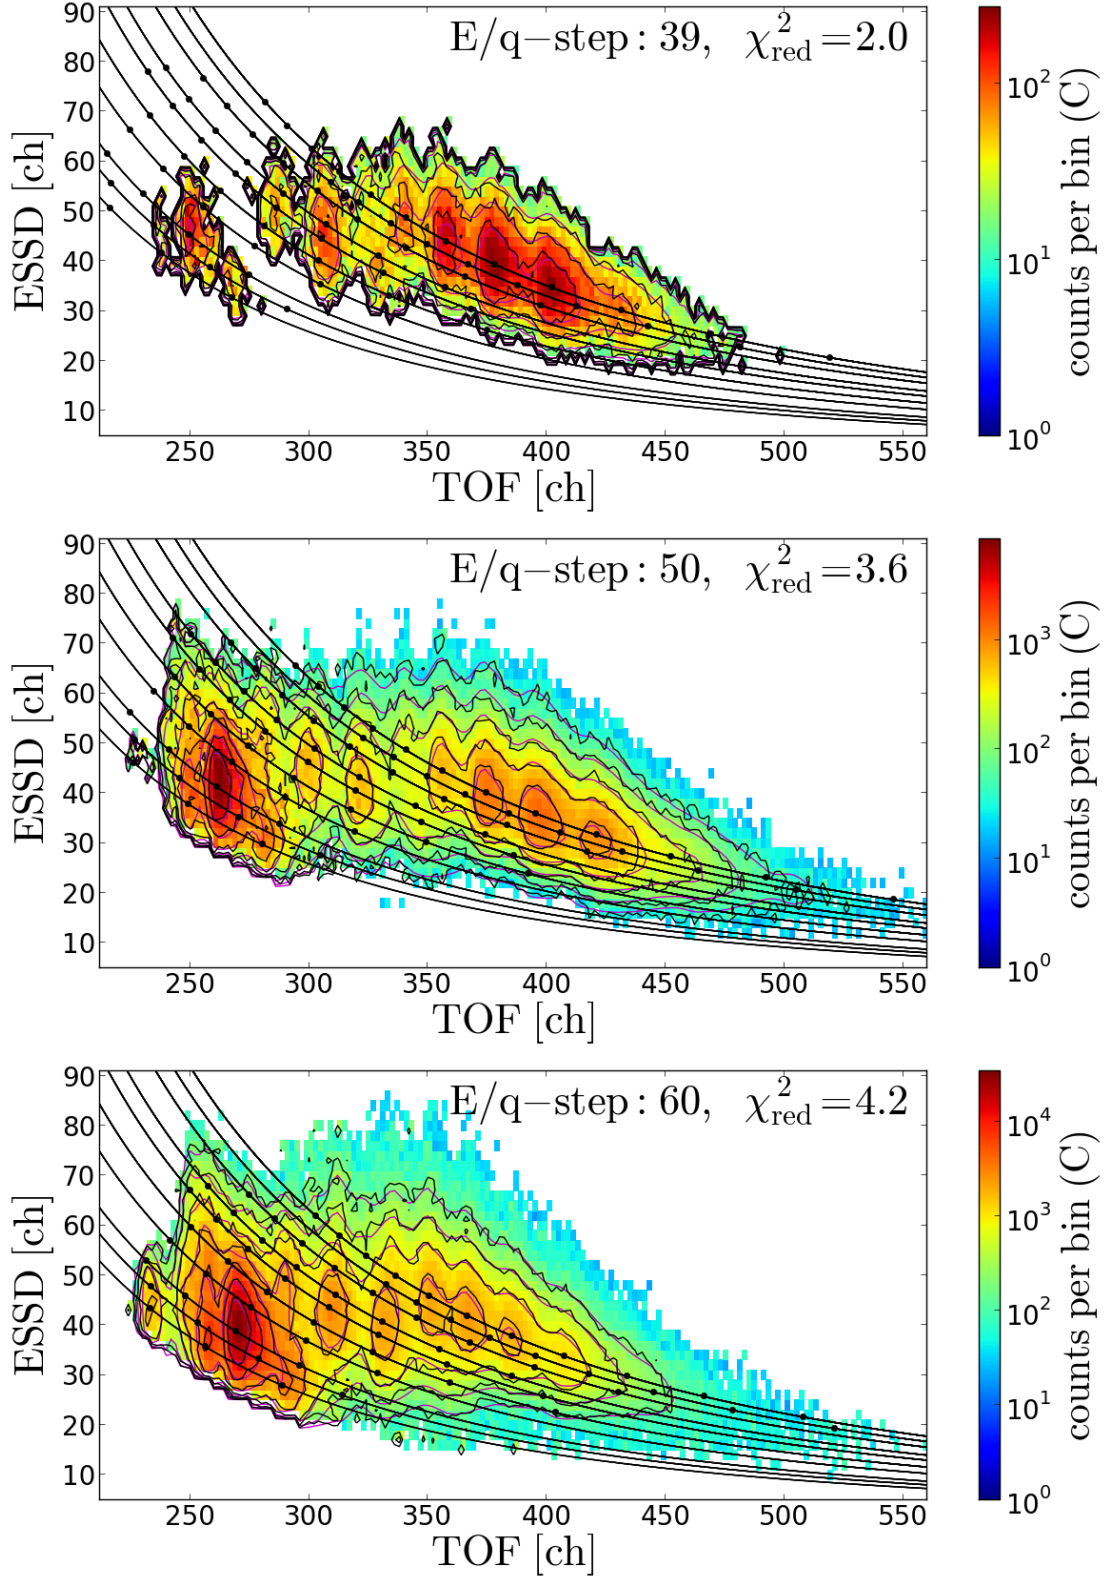 E/q−step: 39, χ²red=2.0
90
80
70
60
50
40
30
20
10
ESSD [ch]
250 300 350 400 450 500 550
TOF [ch]
10²
10¹
10⁰
counts per bin (C)
E/q−step: 50, χ²red=3.6
90
80
70
60
50
40
30
20
10
ESSD [ch]
250 300 350 400 450 500 550
TOF [ch]
10³
10²
10¹
10⁰
counts per bin (C)
E/q−step: 60, χ²red=4.2
90
80
70
60
50
40
30
20
10
ESSD [ch]
250 300 350 400 450 500 550
TOF [ch]
10⁴
10³
10²
10¹
10⁰
counts per bin (C)